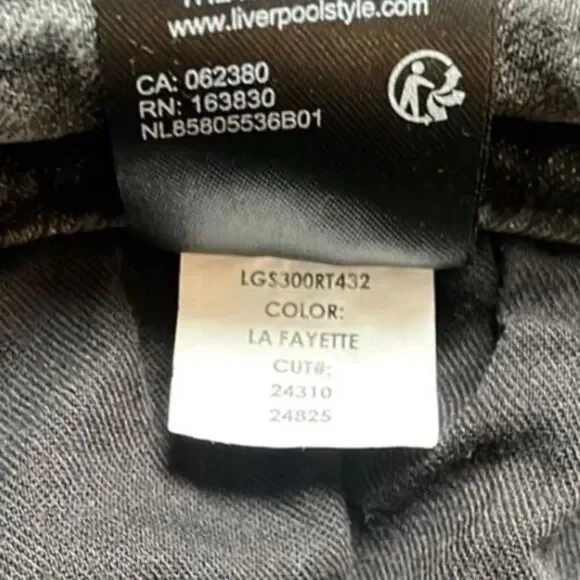 www.liverpoolstyle.com
CA: 062380
RN: 163830
NL85805536B01
LGS300RT432
COLOR:
LA FAYETTE
CUT#:
24310
24825